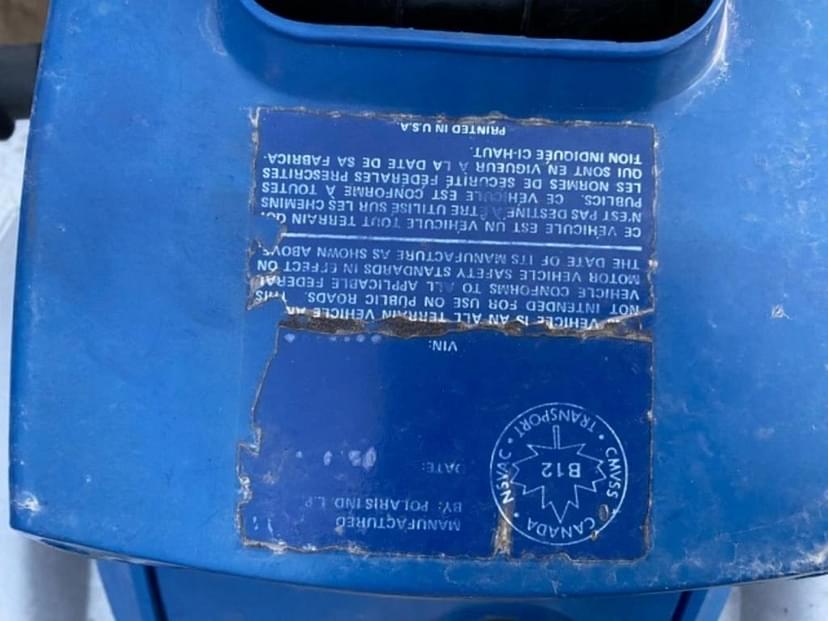 CANADA • NSVAC • TRANSPORT • CMVSS •
B12
MANUFACTURED
BY: POLARIS IND. L.P.
DATE:
VIN:
VEHICLE IS AN ALL TERRAIN VEHICLE
NOT INTENDED FOR USE ON PUBLIC ROADS. THIS
VEHICLE CONFORMS TO ALL APPLICABLE FEDERAL
MOTOR VEHICLE SAFETY STANDARDS IN EFFECT ON
THE DATE OF ITS MANUFACTURE AS SHOWN ABOVE
CE VÉHICULE EST UN VÉHICULE TOUT TERRAIN
N'EST PAS DESTINÉ À ÊTRE UTILISÉ SUR LES CHEMINS
PUBLICS. CE VÉHICULE EST CONFORME À TOUTES
LES NORMES DE SÉCURITÉ FÉDÉRALES PRESCRITES
QUI SONT EN VIGUEUR À LA DATE DE SA FABRICA-
TION INDIQUÉE CI-HAUT.
PRINTED IN U.S.A